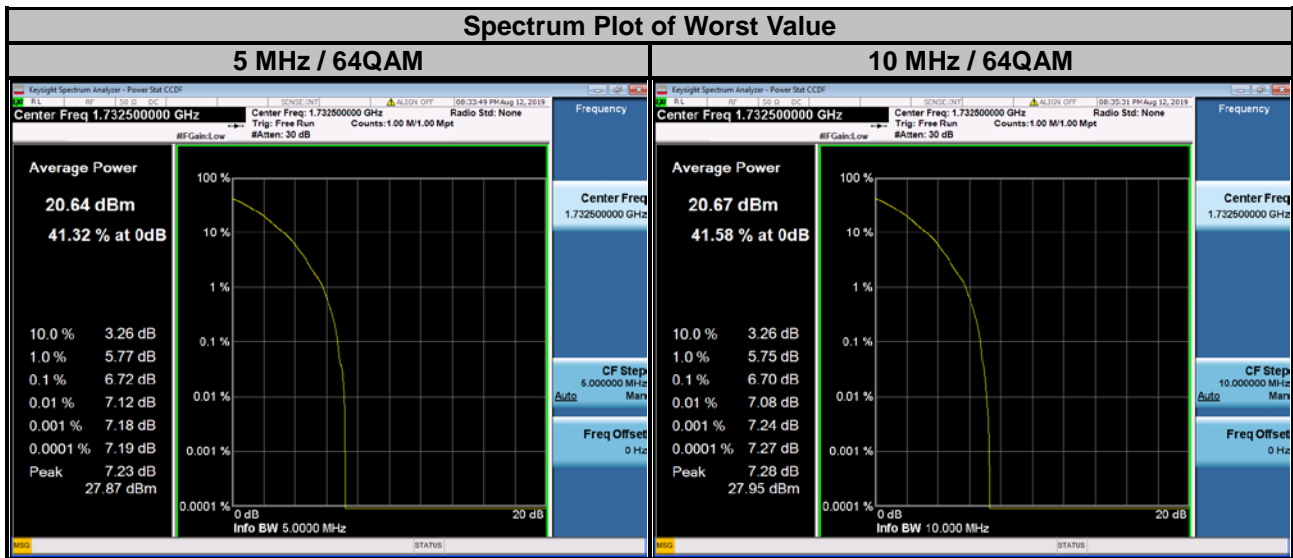 Spectrum Plot of Worst Value
5 MHz / 64QAM
10 MHz / 64QAM
Keysight Spectrum Analyzer - Power Stat CCDF
RL RF 50 Ω DC SENSE:INT ALIGN OFF 08:33:49 PM Aug 12, 2019
Center Freq 1.732500000 GHz
Center Freq: 1.732500000 GHz Radio Std: None
Trig: Free Run Counts:1.00 M/1.00 Mpt
#IFGain:Low #Atten: 30 dB
Average Power
20.64 dBm
41.32 % at 0dB
10.0 % 3.26 dB
1.0 % 5.77 dB
0.1 % 6.72 dB
0.01 % 7.12 dB
0.001 % 7.18 dB
0.0001 % 7.19 dB
Peak 7.23 dB
27.87 dBm
100 %
10 %
1 %
0.1 %
0.01 %
0.001 %
0.0001 %
0 dB 20 dB
Info BW 5.0000 MHz
Frequency
Center Freq
1.732500000 GHz
CF Step
5.000000 MHz
Auto Man
Freq Offset
0 Hz
MSG STATUS
Keysight Spectrum Analyzer - Power Stat CCDF
RL RF 50 Ω DC SENSE:INT ALIGN OFF 08:35:31 PM Aug 12, 2019
Center Freq 1.732500000 GHz
Center Freq: 1.732500000 GHz Radio Std: None
Trig: Free Run Counts:1.00 M/1.00 Mpt
#IFGain:Low #Atten: 30 dB
Average Power
20.67 dBm
41.58 % at 0dB
10.0 % 3.26 dB
1.0 % 5.75 dB
0.1 % 6.70 dB
0.01 % 7.08 dB
0.001 % 7.24 dB
0.0001 % 7.27 dB
Peak 7.28 dB
27.95 dBm
100 %
10 %
1 %
0.1 %
0.01 %
0.001 %
0.0001 %
0 dB 20 dB
Info BW 10.000 MHz
Frequency
Center Freq
1.732500000 GHz
CF Step
10.000000 MHz
Auto Man
Freq Offset
0 Hz
MSG STATUS